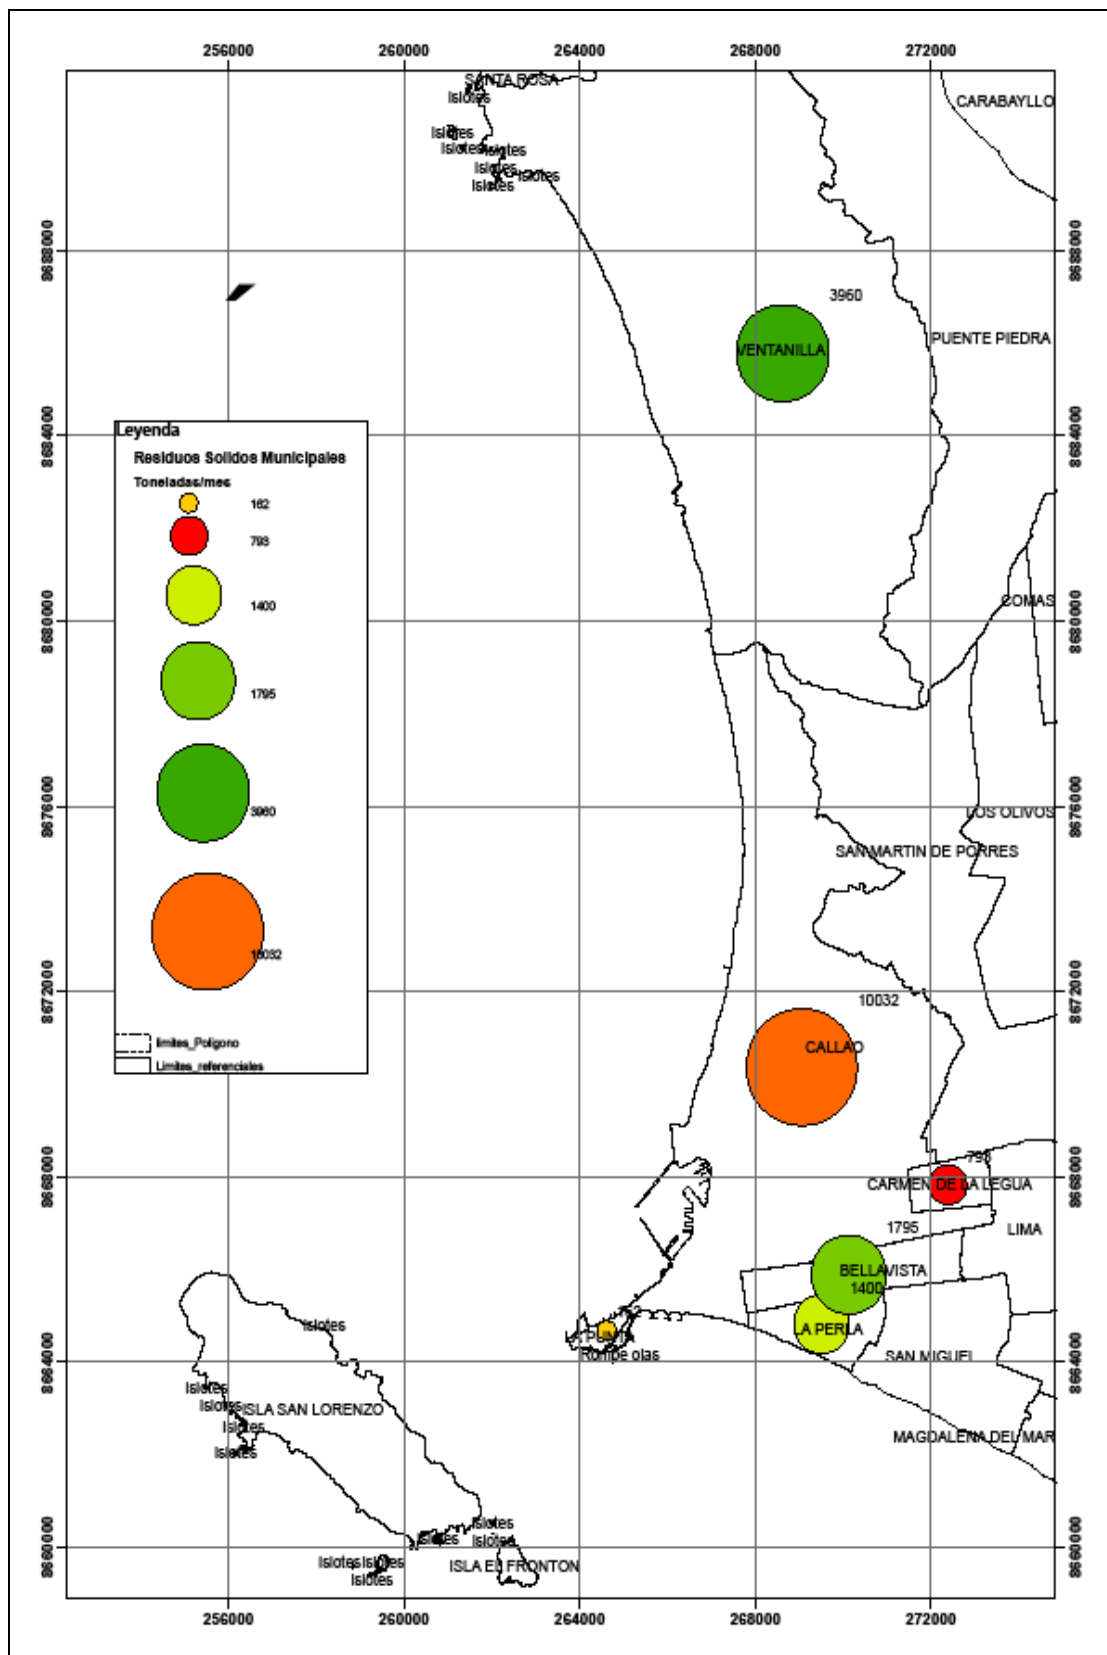 256000 260000 264000 268000 272000
SANTA ROSA
Islotes
CARABAYLLO
Islotes
Islotes
Islotes
Islotes
Islotes
Islotes
8688000
8688000
3960
PUENTE PIEDRA
VENTANILLA
8684000
8684000
Leyenda
Residuos Solidos Municipales
Toneladas/mes
162
793
1400
1795
3960
10032
limites_Poligono
Limites_referenciales
8680000
8680000
COMAS
8676000
8676000
LOS OLIVOS
SAN MARTIN DE PORRES
8672000
8672000
10032
CALLAO
8668000
8668000
793
CARMEN DE LA LEGUA
1795
LIMA
BELLAVISTA
1400
162
LA PERLA
LA PUNTA
Rompe olas
SAN MIGUEL
8664000
8664000
Islotes
Islotes
Islotes
ISLA SAN LORENZO
Islotes
Islotes
MAGDALENA DEL MAR
Islotes
Islotes
Islotes
8660000
8660000
Islotes
Islotes
Islotes
ISLA EL FRONTON
256000 260000 264000 268000 272000